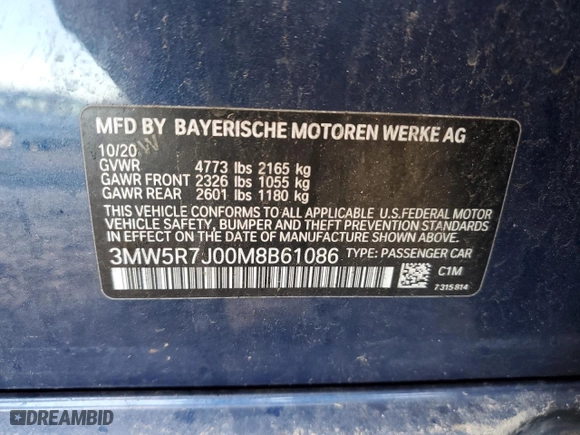 MFD BY BAYERISCHE MOTOREN WERKE AG
10/20
GVWR 4773 lbs 2165 kg
GAWR FRONT 2326 lbs 1055 kg
GAWR REAR 2601 lbs 1180 kg
THIS VEHICLE CONFORMS TO ALL APPLICABLE U.S.FEDERAL MOTOR
VEHICLE SAFETY, BUMPER AND THEFT PREVENTION STANDARDS
IN EFFECT ON THE DATE OF MANUFACTURE SHOWN ABOVE.
3MW5R7J00M8B61086 TYPE: PASSENGER CAR
C1M
7315814
DREAMBID